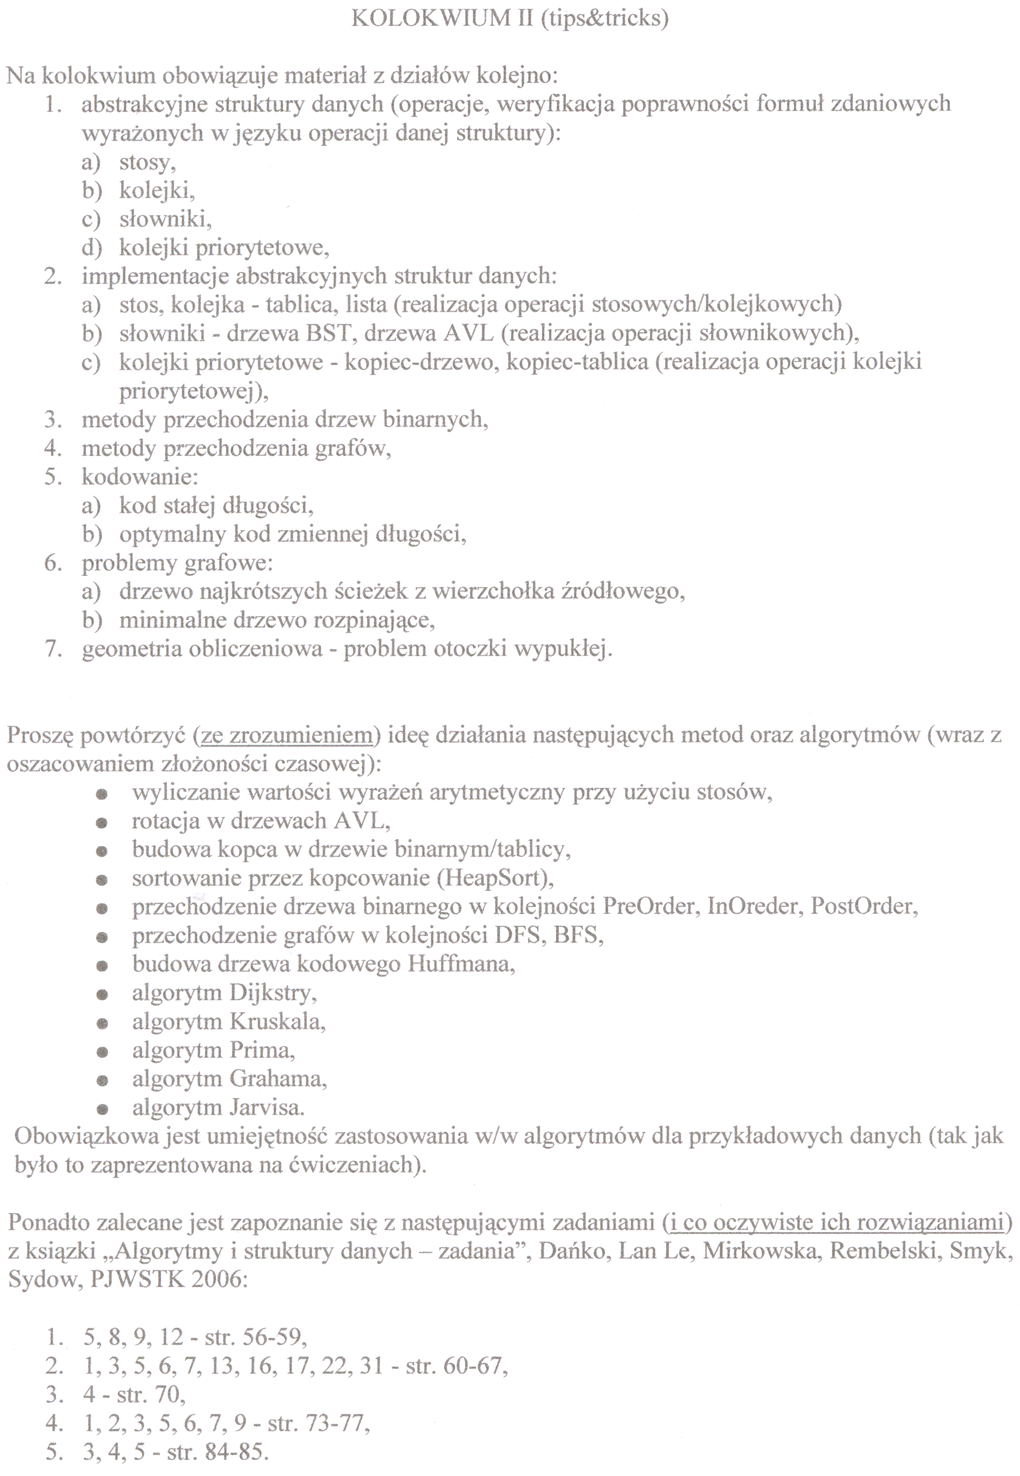 KOLOKWIUM II (tips&tricks)
Na kolokwium obowiązuje materiał z działów kolejno:
1. abstrakcyjne struktury danych (operacje, weryfikacja poprawności formuł zdaniowych
wyrażonych w języku operacji danej struktury):
a) stosy,
b) kolejki,
c) słowniki,
d) kolejki priorytetowe,
2. implementacje abstrakcyjnych struktur danych:
a) stos, kolejka - tablica, lista (realizacja operacji stosowych/kolejkowych)
b) słowniki - drzewa BST, drzewa AVL (realizacja operacji słownikowych),
c) kolejki priorytetowe - kopiec-drzewo, kopiec-tablica (realizacja operacji kolejki
priorytetowej),
3. metody przechodzenia drzew binarnych,
4. metody przechodzenia grafów,
5. kodowanie:
a) kod stałej długości,
b) optymalny kod zmiennej długości,
6. problemy grafowe:
a) drzewo najkrótszych ścieżek z wierzchołka źródłowego,
b) minimalne drzewo rozpinające,
7. geometria obliczeniowa - problem otoczki wypukłej.
Proszę powtórzyć (ze zrozumieniem) ideę działania następujących metod oraz algorytmów (wraz z
oszacowaniem złożoności czasowej):
• wyliczanie wartości wyrażeń arytmetyczny przy użyciu stosów,
• rotacja w drzewach AVL,
• budowa kopca w drzewie binarnym/tablicy,
• sortowanie przez kopcowanie (HeapSort),
• przechodzenie drzewa binarnego w kolejności PreOrder, InOreder, PostOrder,
• przechodzenie grafów w kolejności DFS, BFS,
• budowa drzewa kodowego Huffmana,
• algorytm Dijkstry,
• algorytm Kruskala,
• algorytm Prima,
• algorytm Grahama,
• algorytm Jarvisa.
Obowiązkowa jest umiejętność zastosowania w/w algorytmów dla przykładowych danych (tak jak
było to zaprezentowana na ćwiczeniach).
Ponadto zalecane jest zapoznanie się z następującymi zadaniami (i co oczywiste ich rozwiązaniami)
z książki „Algorytmy i struktury danych – zadania”, Dańko, Lan Le, Mirkowska, Rembelski, Smyk,
Sydow, PJWSTK 2006:
1. 5, 8, 9, 12 - str. 56-59,
2. 1, 3, 5, 6, 7, 13, 16, 17, 22, 31 - str. 60-67,
3. 4 - str. 70,
4. 1, 2, 3, 5, 6, 7, 9 - str. 73-77,
5. 3, 4, 5 - str. 84-85.